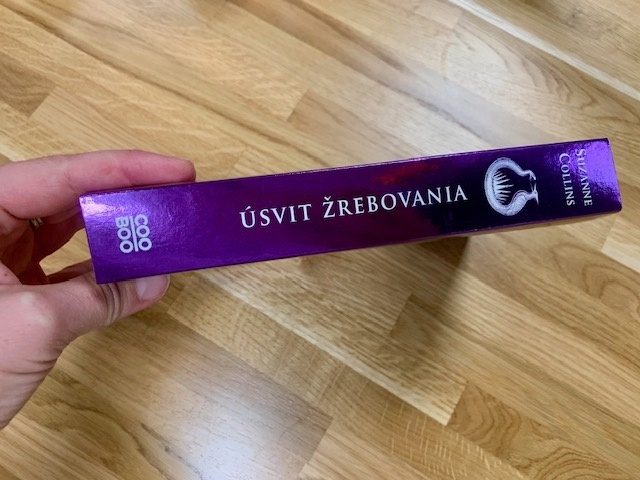 COO
BOO
ÚSVIT ŽREBOVANIA
SUZANNE
COLLINS